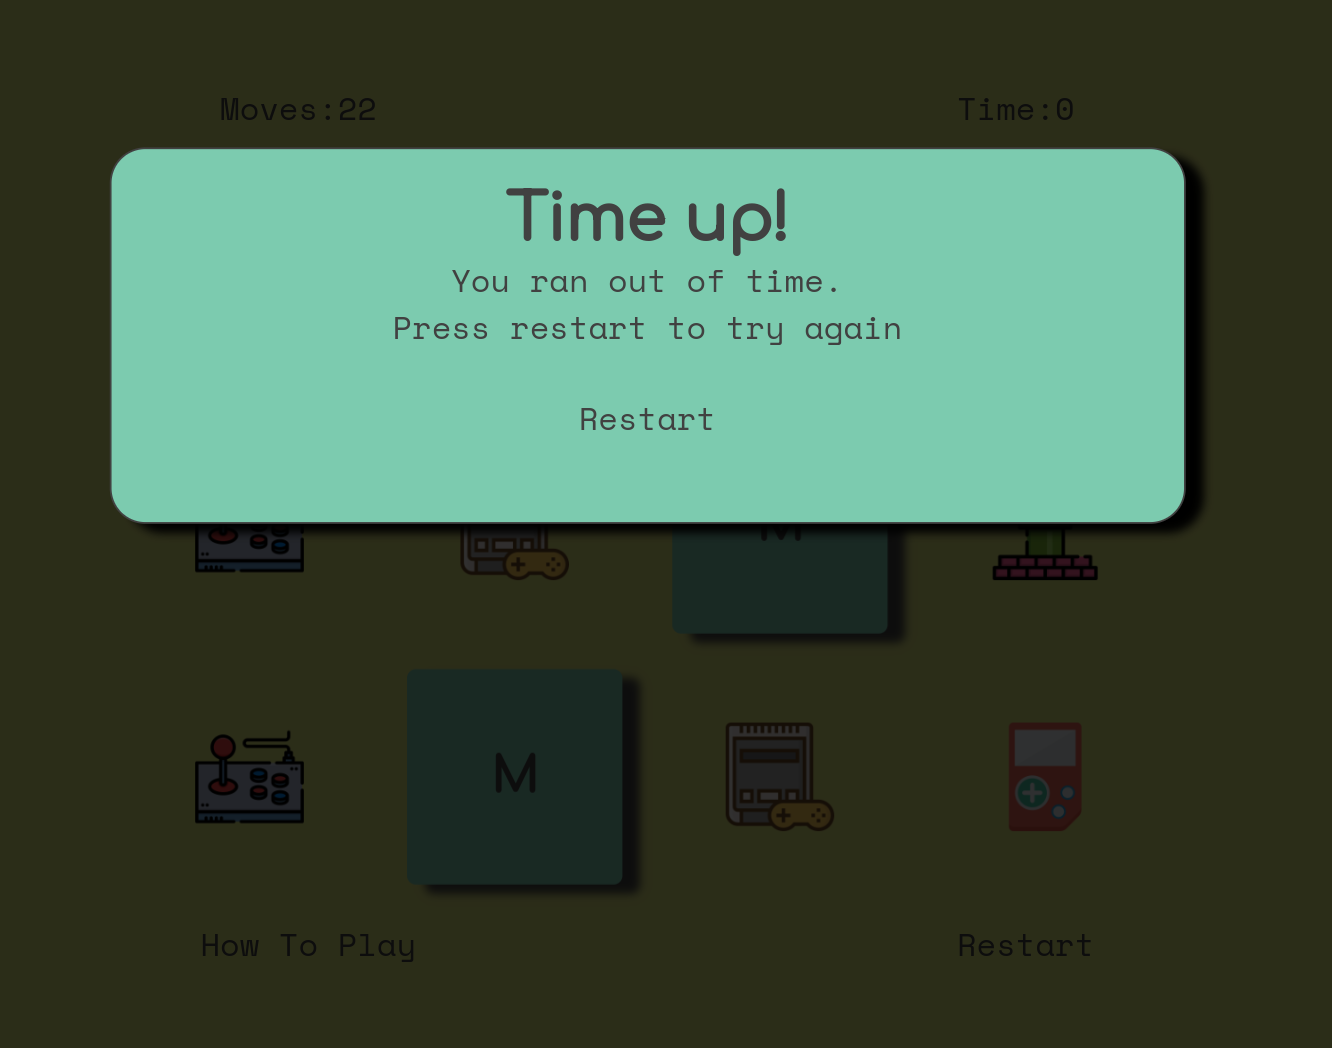 Moves:22
Time:0
Time up!
You ran out of time.
Press restart to try again
Restart
M
M
How To Play
Restart